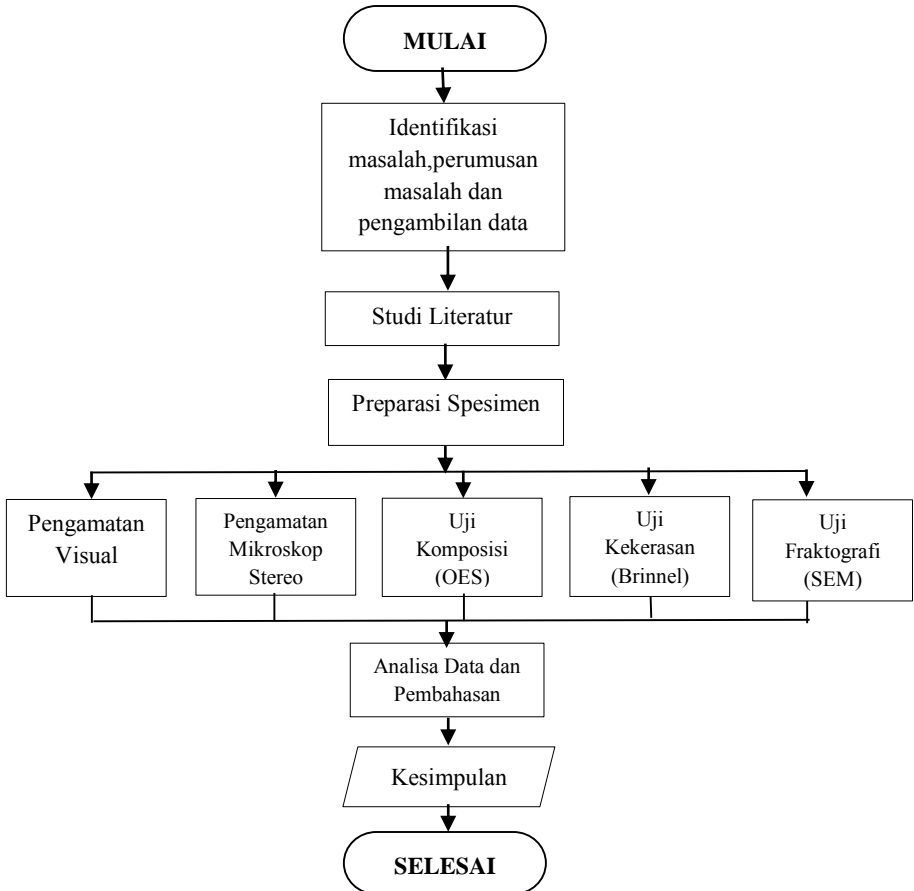 MULAI
Identifikasi
masalah,perumusan
masalah dan
pengambilan data
Studi Literatur
Preparasi Spesimen
Pengamatan
Visual
Pengamatan
Mikroskop
Stereo
Uji
Komposisi
(OES)
Uji
Kekerasan
(Brinnel)
Uji
Fraktografi
(SEM)
Analisa Data dan
Pembahasan
Kesimpulan
SELESAI